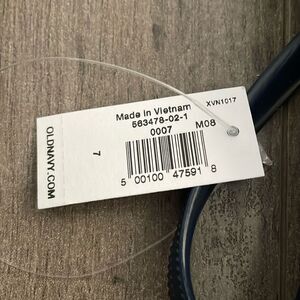 Made in Vietnam
XVN1017
563478-02-1
0007
M08
OLDNAVY.COM
7
5 00100 47591 8